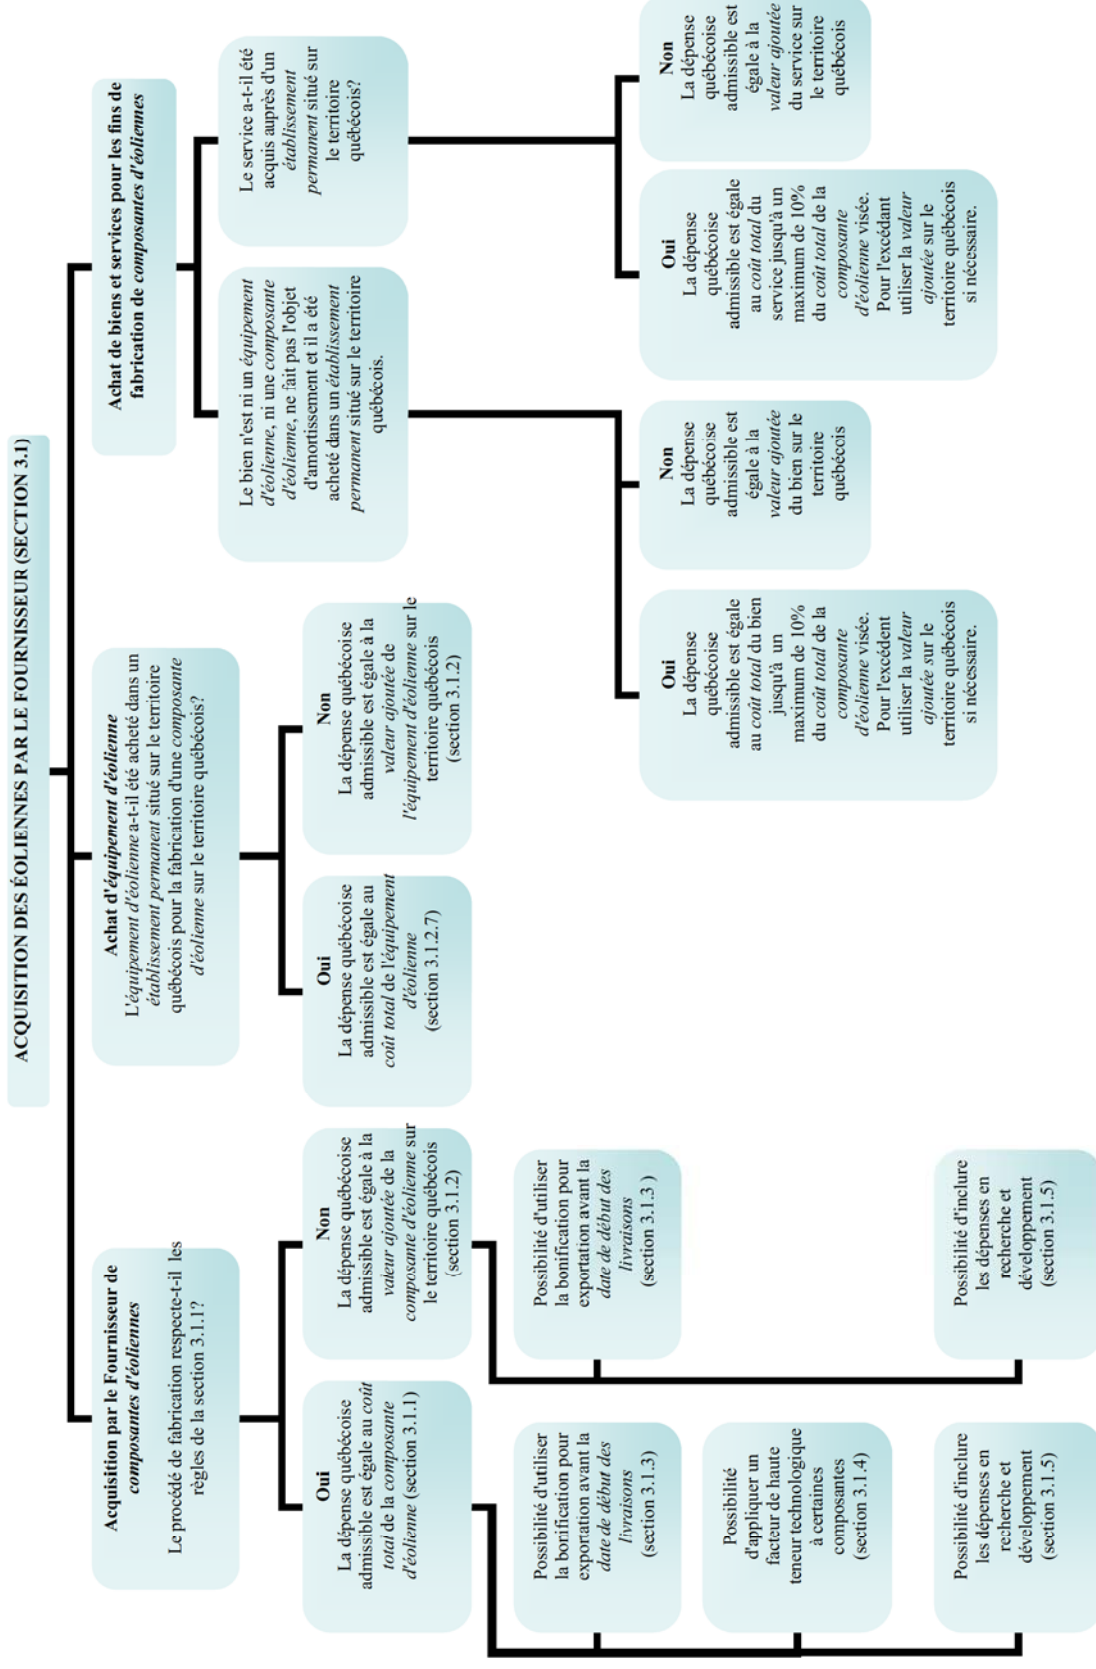 ACQUISITION DES ÉOLIENNES PAR LE FOURNISSEUR (SECTION 3.1)
Acquisition par le Fournisseur de
composantes d'éoliennes
Le procédé de fabrication respecte-t-il les
règles de la section 3.1.1?
Oui
La dépense québécoise
admissible est égale au coût
total de la composante
d'éolienne (section 3.1.1)
Possibilité d'utiliser
la bonification pour
exportation avant la
date de début des
livraisons
(section 3.1.3)
Possibilité
d'appliquer un
facteur de haute
teneur technologique
à certaines
composantes
(section 3.1.4)
Possibilité d'inclure
les dépenses en
recherche et
développement
(section 3.1.5)
Non
La dépense québécoise
admissible est égale à la
valeur ajoutée de la
composante d'éolienne sur
le territoire québécois
(section 3.1.2)
Possibilité d'utiliser
la bonification pour
exportation avant la
date de début des
livraisons
(section 3.1.3 )
Possibilité d'inclure
les dépenses en
recherche et
développement
(section 3.1.5)
Achat d'équipement d'éolienne
L'équipement d'éolienne a-t-il été acheté dans un
établissement permanent situé sur le territoire
québécois pour la fabrication d'une composante
d'éolienne sur le territoire québécois?
Oui
La dépense québécoise
admissible est égale au
coût total de l'équipement
d'éolienne
(section 3.1.2.7)
Non
La dépense québécoise
admissible est égale à la
valeur ajoutée de
l'équipement d'éolienne sur le
territoire québécois
(section 3.1.2)
Achat de biens et services pour les fins de
fabrication de composantes d'éoliennes
Le bien n'est ni un équipement
d'éolienne, ni une composante
d'éolienne, ne fait pas l'objet
d'amortissement et il a été
acheté dans un établissement
permanent situé sur le territoire
québécois.
Oui
La dépense
québécoise
admissible est égale
au coût total du bien
jusqu'à un
maximum de 10%
du coût total de la
composante
d'éolienne visée.
Pour l'excédent
utiliser la valeur
ajoutée sur le
territoire québécois
si nécessaire.
Non
La dépense
québécoise
admissible est
égale à la
valeur ajoutée
du bien sur le
territoire
québécois
Le service a-t-il été
acquis auprès d'un
établissement
permanent situé sur
le territoire
québécois?
Oui
La dépense
québécoise
admissible est égale
au coût total du
service jusqu'à un
maximum de 10%
du coût total de la
composante
d'éolienne visée.
Pour l'excédant
utiliser la valeur
ajoutée sur le
territoire québécois
si nécessaire.
Non
La dépense
québécoise
admissible est
égale à la
valeur ajoutée
du service sur
le territoire
québécois